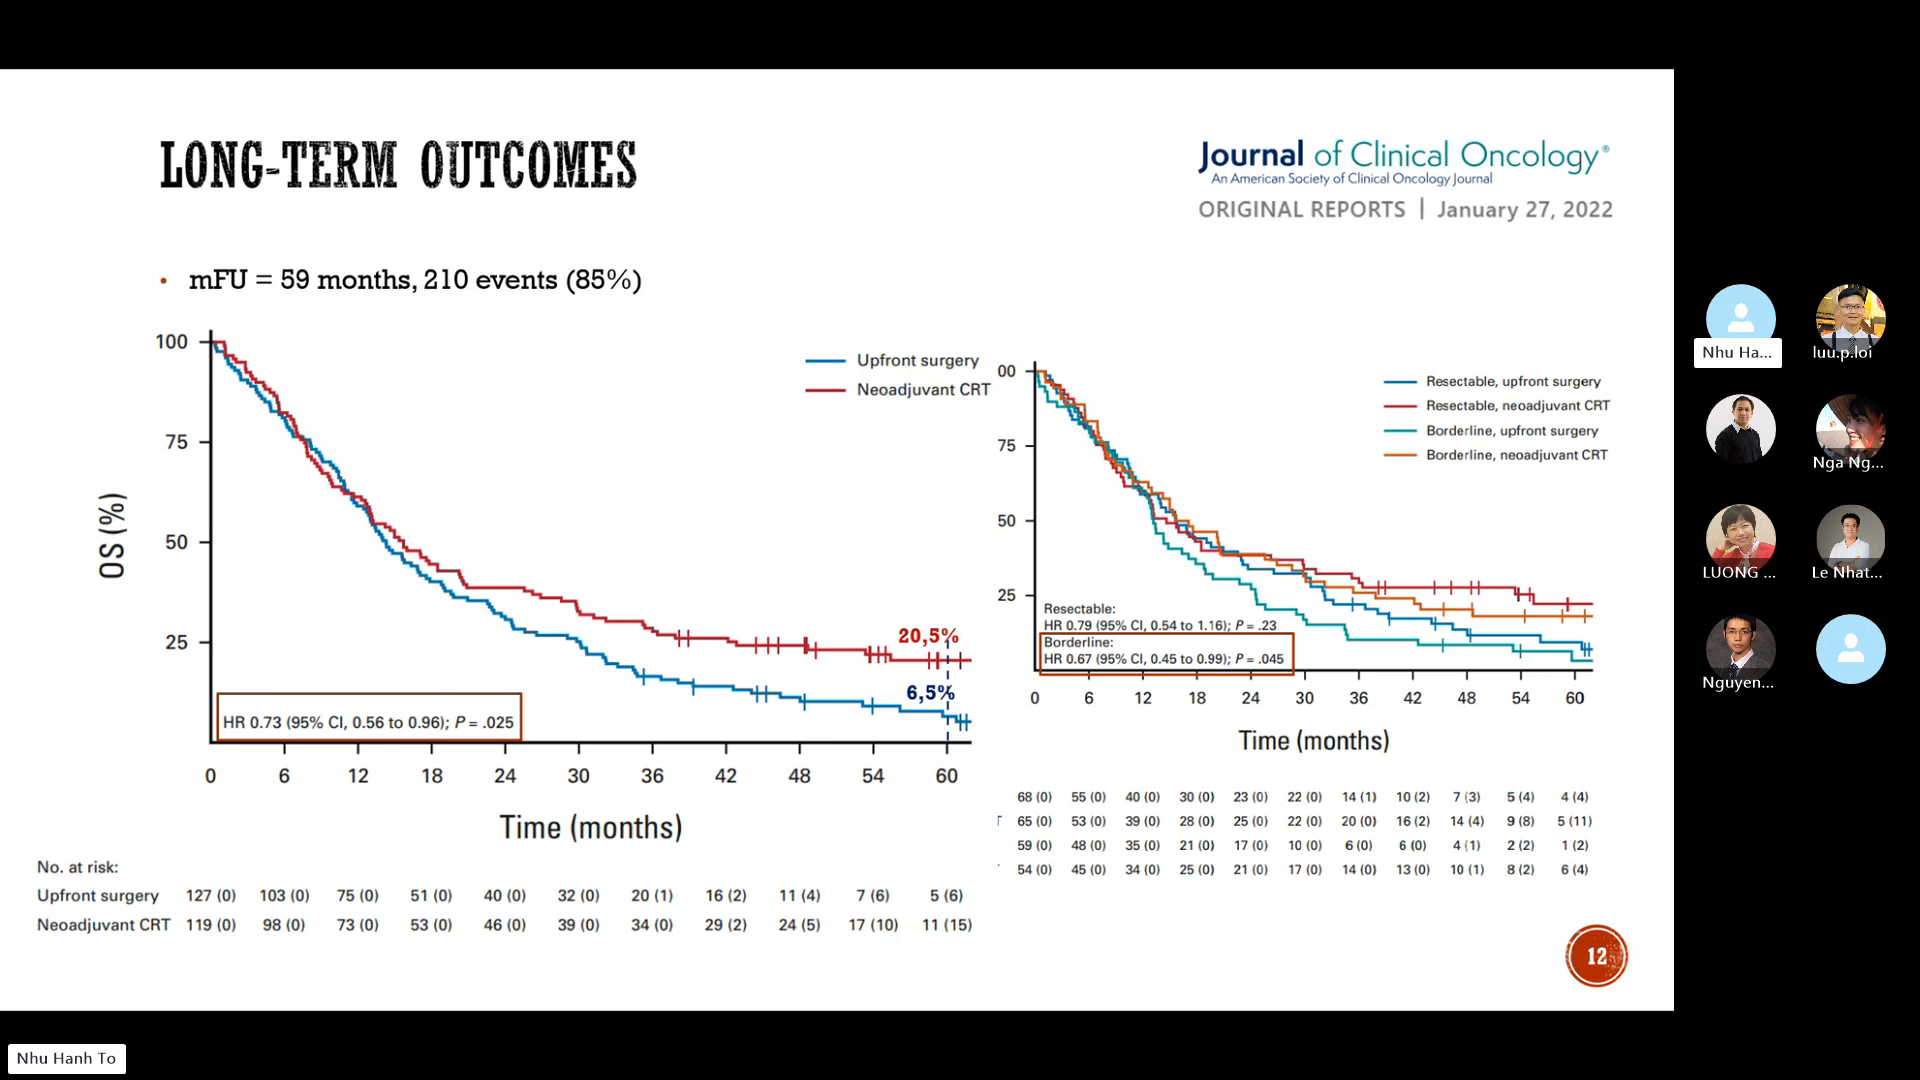 LONG-TERM OUTCOMES
Journal of Clinical Oncology®
An American Society of Clinical Oncology Journal
ORIGINAL REPORTS | January 27, 2022
• mFU = 59 months, 210 events (85%)
OS (%)
100
75
50
25
Upfront surgery
Neoadjuvant CRT
20,5%
6,5%
HR 0.73 (95% CI, 0.56 to 0.96); P = .025
0 6 12 18 24 30 36 42 48 54 60
Time (months)
No. at risk:
Upfront surgery 127 (0) 103 (0) 75 (0) 51 (0) 40 (0) 32 (0) 20 (1) 16 (2) 11 (4) 7 (6) 5 (6)
Neoadjuvant CRT 119 (0) 98 (0) 73 (0) 53 (0) 46 (0) 39 (0) 34 (0) 29 (2) 24 (5) 17 (10) 11 (15)
00
75
50
25
Resectable, upfront surgery
Resectable, neoadjuvant CRT
Borderline, upfront surgery
Borderline, neoadjuvant CRT
Resectable:
HR 0.79 (95% CI, 0.54 to 1.16); P = .23
Borderline:
HR 0.67 (95% CI, 0.45 to 0.99); P = .045
0 6 12 18 24 30 36 42 48 54 60
Time (months)
68 (0) 55 (0) 40 (0) 30 (0) 23 (0) 22 (0) 14 (1) 10 (2) 7 (3) 5 (4) 4 (4)
65 (0) 53 (0) 39 (0) 28 (0) 25 (0) 22 (0) 20 (0) 16 (2) 14 (4) 9 (8) 5 (11)
59 (0) 48 (0) 35 (0) 21 (0) 17 (0) 10 (0) 6 (0) 6 (0) 4 (1) 2 (2) 1 (2)
54 (0) 45 (0) 34 (0) 25 (0) 21 (0) 17 (0) 14 (0) 13 (0) 10 (1) 8 (2) 6 (4)
12
Nhu Ha...
luu.p.loi
Nga Ng...
LUONG ...
Le Nhat...
Nguyen...
Nhu Hanh To